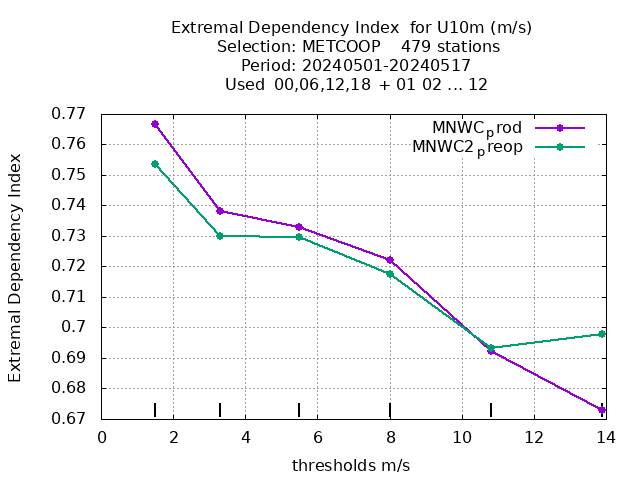 Extremal Dependency Index  for U10m (m/s)
Selection: METCOOP    479 stations
Period: 20240501-20240517
Used  00,06,12,18 + 01 02 ... 12
MNWC_prod
MNWC2_preop
Extremal Dependency Index
0.77
0.76
0.75
0.74
0.73
0.72
0.71
0.7
0.69
0.68
0.67
0 2 4 6 8 10 12 14
thresholds m/s